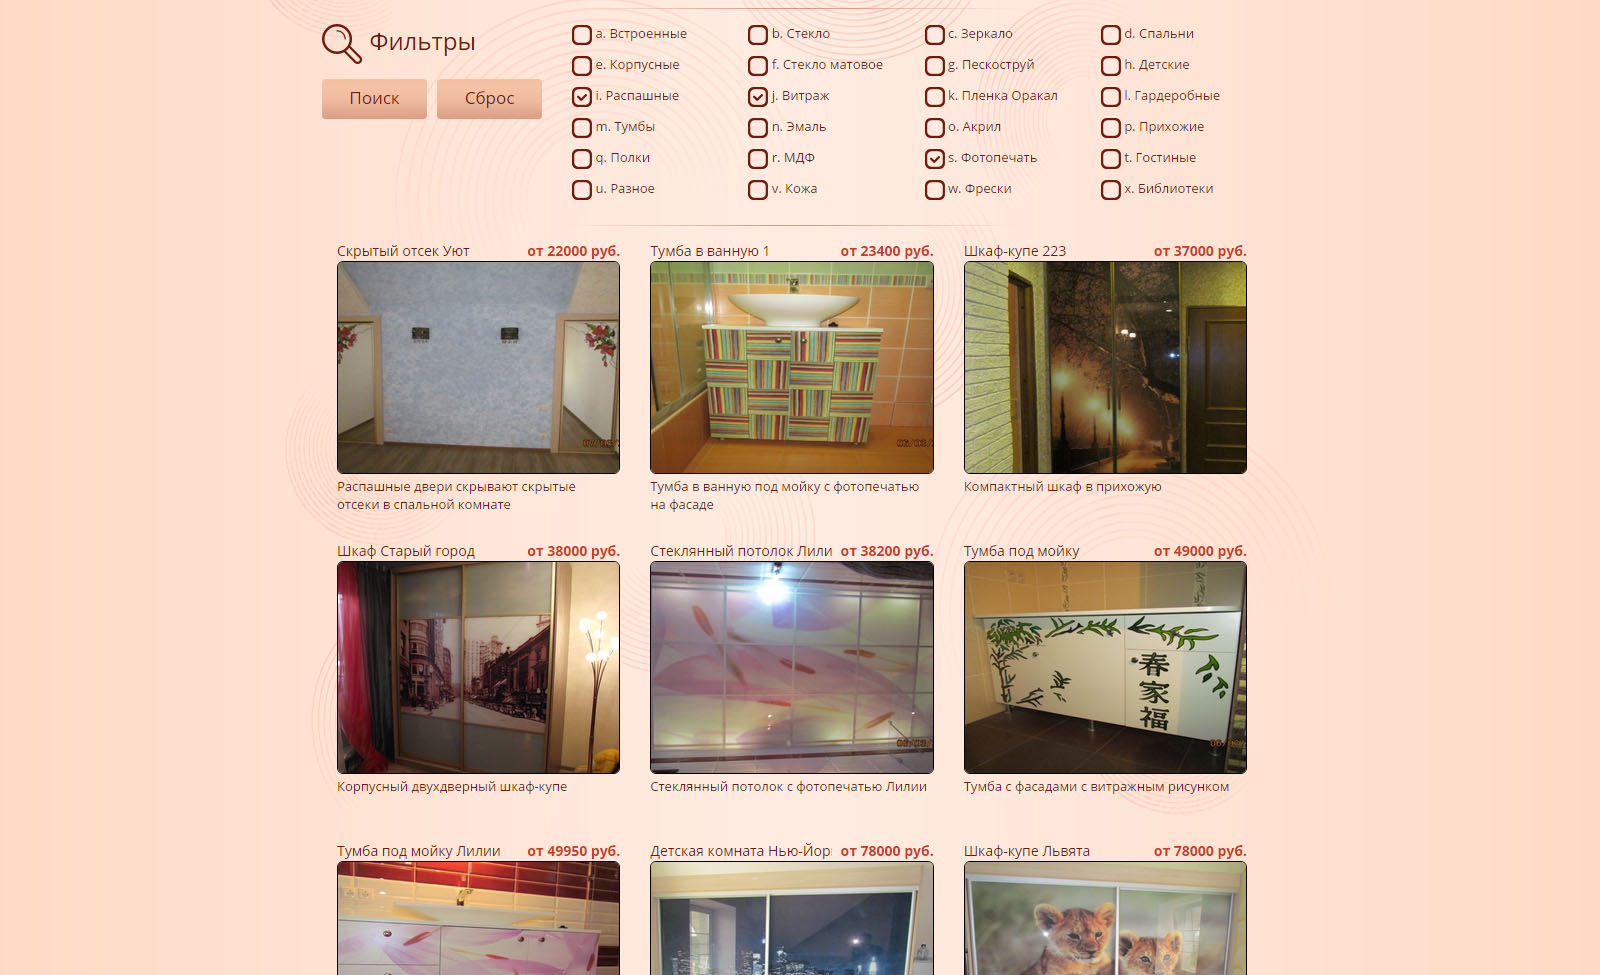 Фильтры
Поиск
Сброс
a. Встроенные
b. Стекло
c. Зеркало
d. Спальни
e. Корпусные
f. Стекло матовое
g. Пескоструй
h. Детские
i. Распашные
j. Витраж
k. Пленка Оракал
l. Гардеробные
m. Тумбы
n. Эмаль
o. Акрил
p. Прихожие
q. Полки
r. МДФ
s. Фотопечать
t. Гостиные
u. Разное
v. Кожа
w. Фрески
x. Библиотеки
Скрытый отсек Уют
от 22000 руб.
Распашные двери скрывают скрытые
отсеки в спальной комнате
Тумба в ванную 1
от 23400 руб.
Тумба в ванную под мойку с фотопечатью
на фасаде
Шкаф-купе 223
от 37000 руб.
Компактный шкаф в прихожую
Шкаф Старый город
от 38000 руб.
Корпусный двухдверный шкаф-купе
Стеклянный потолок Лили
от 38200 руб.
Стеклянный потолок с фотопечатью Лилии
Тумба под мойку
от 49000 руб.
春
家
福
Тумба с фасадами с витражным рисунком
Тумба под мойку Лилии
от 49950 руб.
Детская комната Нью-Йор
от 78000 руб.
Шкаф-купе Львята
от 78000 руб.